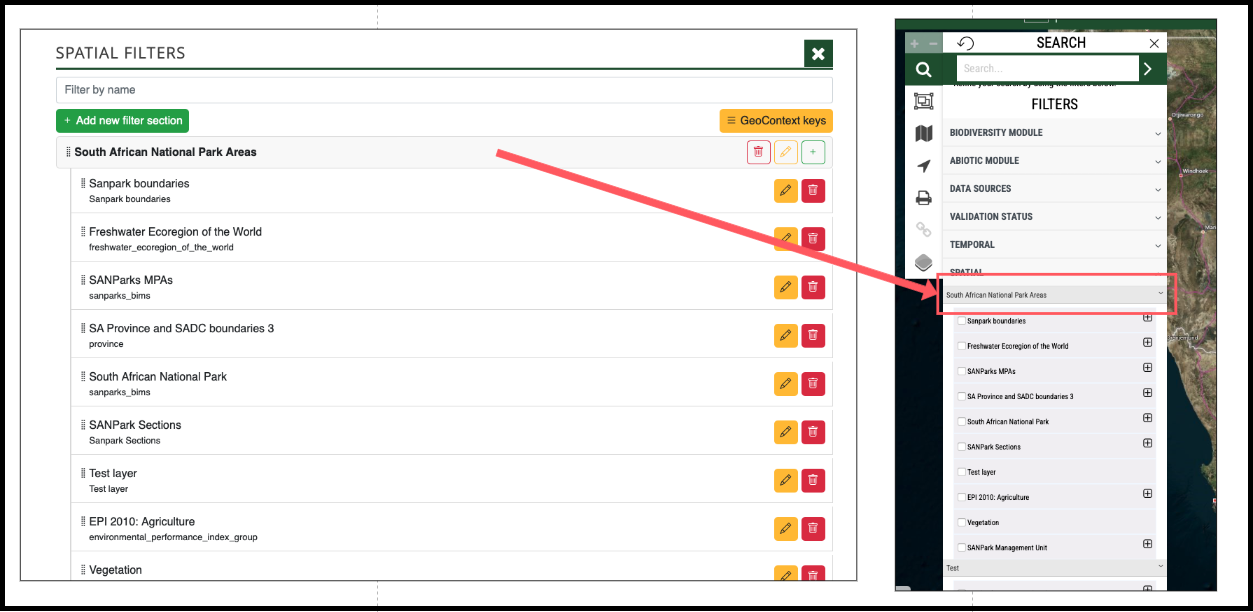 SPATIAL FILTERS
Filter by name
+ Add new filter section
GeoContext keys
South African National Park Areas
Sanpark boundaries
Sanpark boundaries
Freshwater Ecoregion of the World
freshwater_ecoregion_of_the_world
SANParks MPAs
sanparks_bims
SA Province and SADC boundaries 3
province
South African National Park
sanparks_bims
SANPark Sections
Sanpark Sections
Test layer
Test layer
EPI 2010: Agriculture
environmental_performance_index_group
Vegetation
SEARCH
Search...
Refine your search by using the filters below.
FILTERS
BIODIVERSITY MODULE
ABIOTIC MODULE
DATA SOURCES
VALIDATION STATUS
TEMPORAL
SPATIAL
South African National Park Areas
Sanpark boundaries
Freshwater Ecoregion of the World
SANParks MPAs
SA Province and SADC boundaries 3
South African National Park
SANPark Sections
Test layer
EPI 2010: Agriculture
Vegetation
SANPark Management Unit
Test
Otjiwarongo
Windhoek